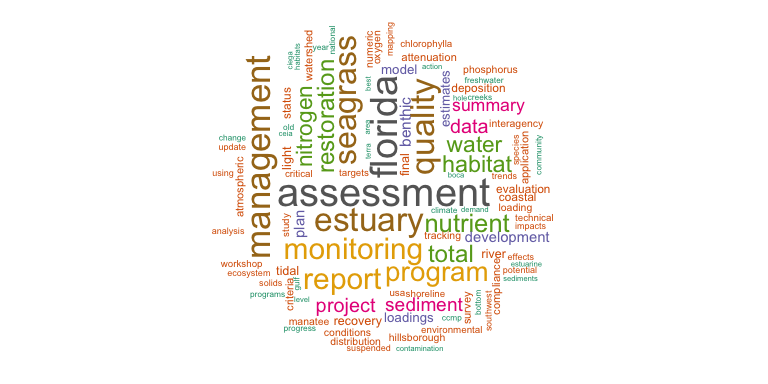 management
seagrass
florida
quality
assessment
estuary
monitoring
report
program
nitrogen
restoration
water
habitat
nutrient
total
summary
data
project
sediment
model
benthic
estimates
plan
development
loadings
ciega
habitats
watershed
year
national
numeric
oxygen
mapping
chlorophyll
attenuation
action
best
phosphorus
freshwater
deposition
hole
creeks
interagency
status
old
ceia
change
update
light
critical
using
atmospheric
area
terra
targets
final
species
application
community
boca
trends
evaluation
coastal
loading
climate
demand
technical
impacts
study
analysis
tracking
river
effects
estuarine
potential
sediments
compliance
workshop
ecosystem
tidal
solids
criteria
gulf
programs
level
usa
shoreline
survey
bottom
southwest
manatee
recovery
progress
conditions
ccmp
environmental
distribution
hillsborough
suspended
contamination